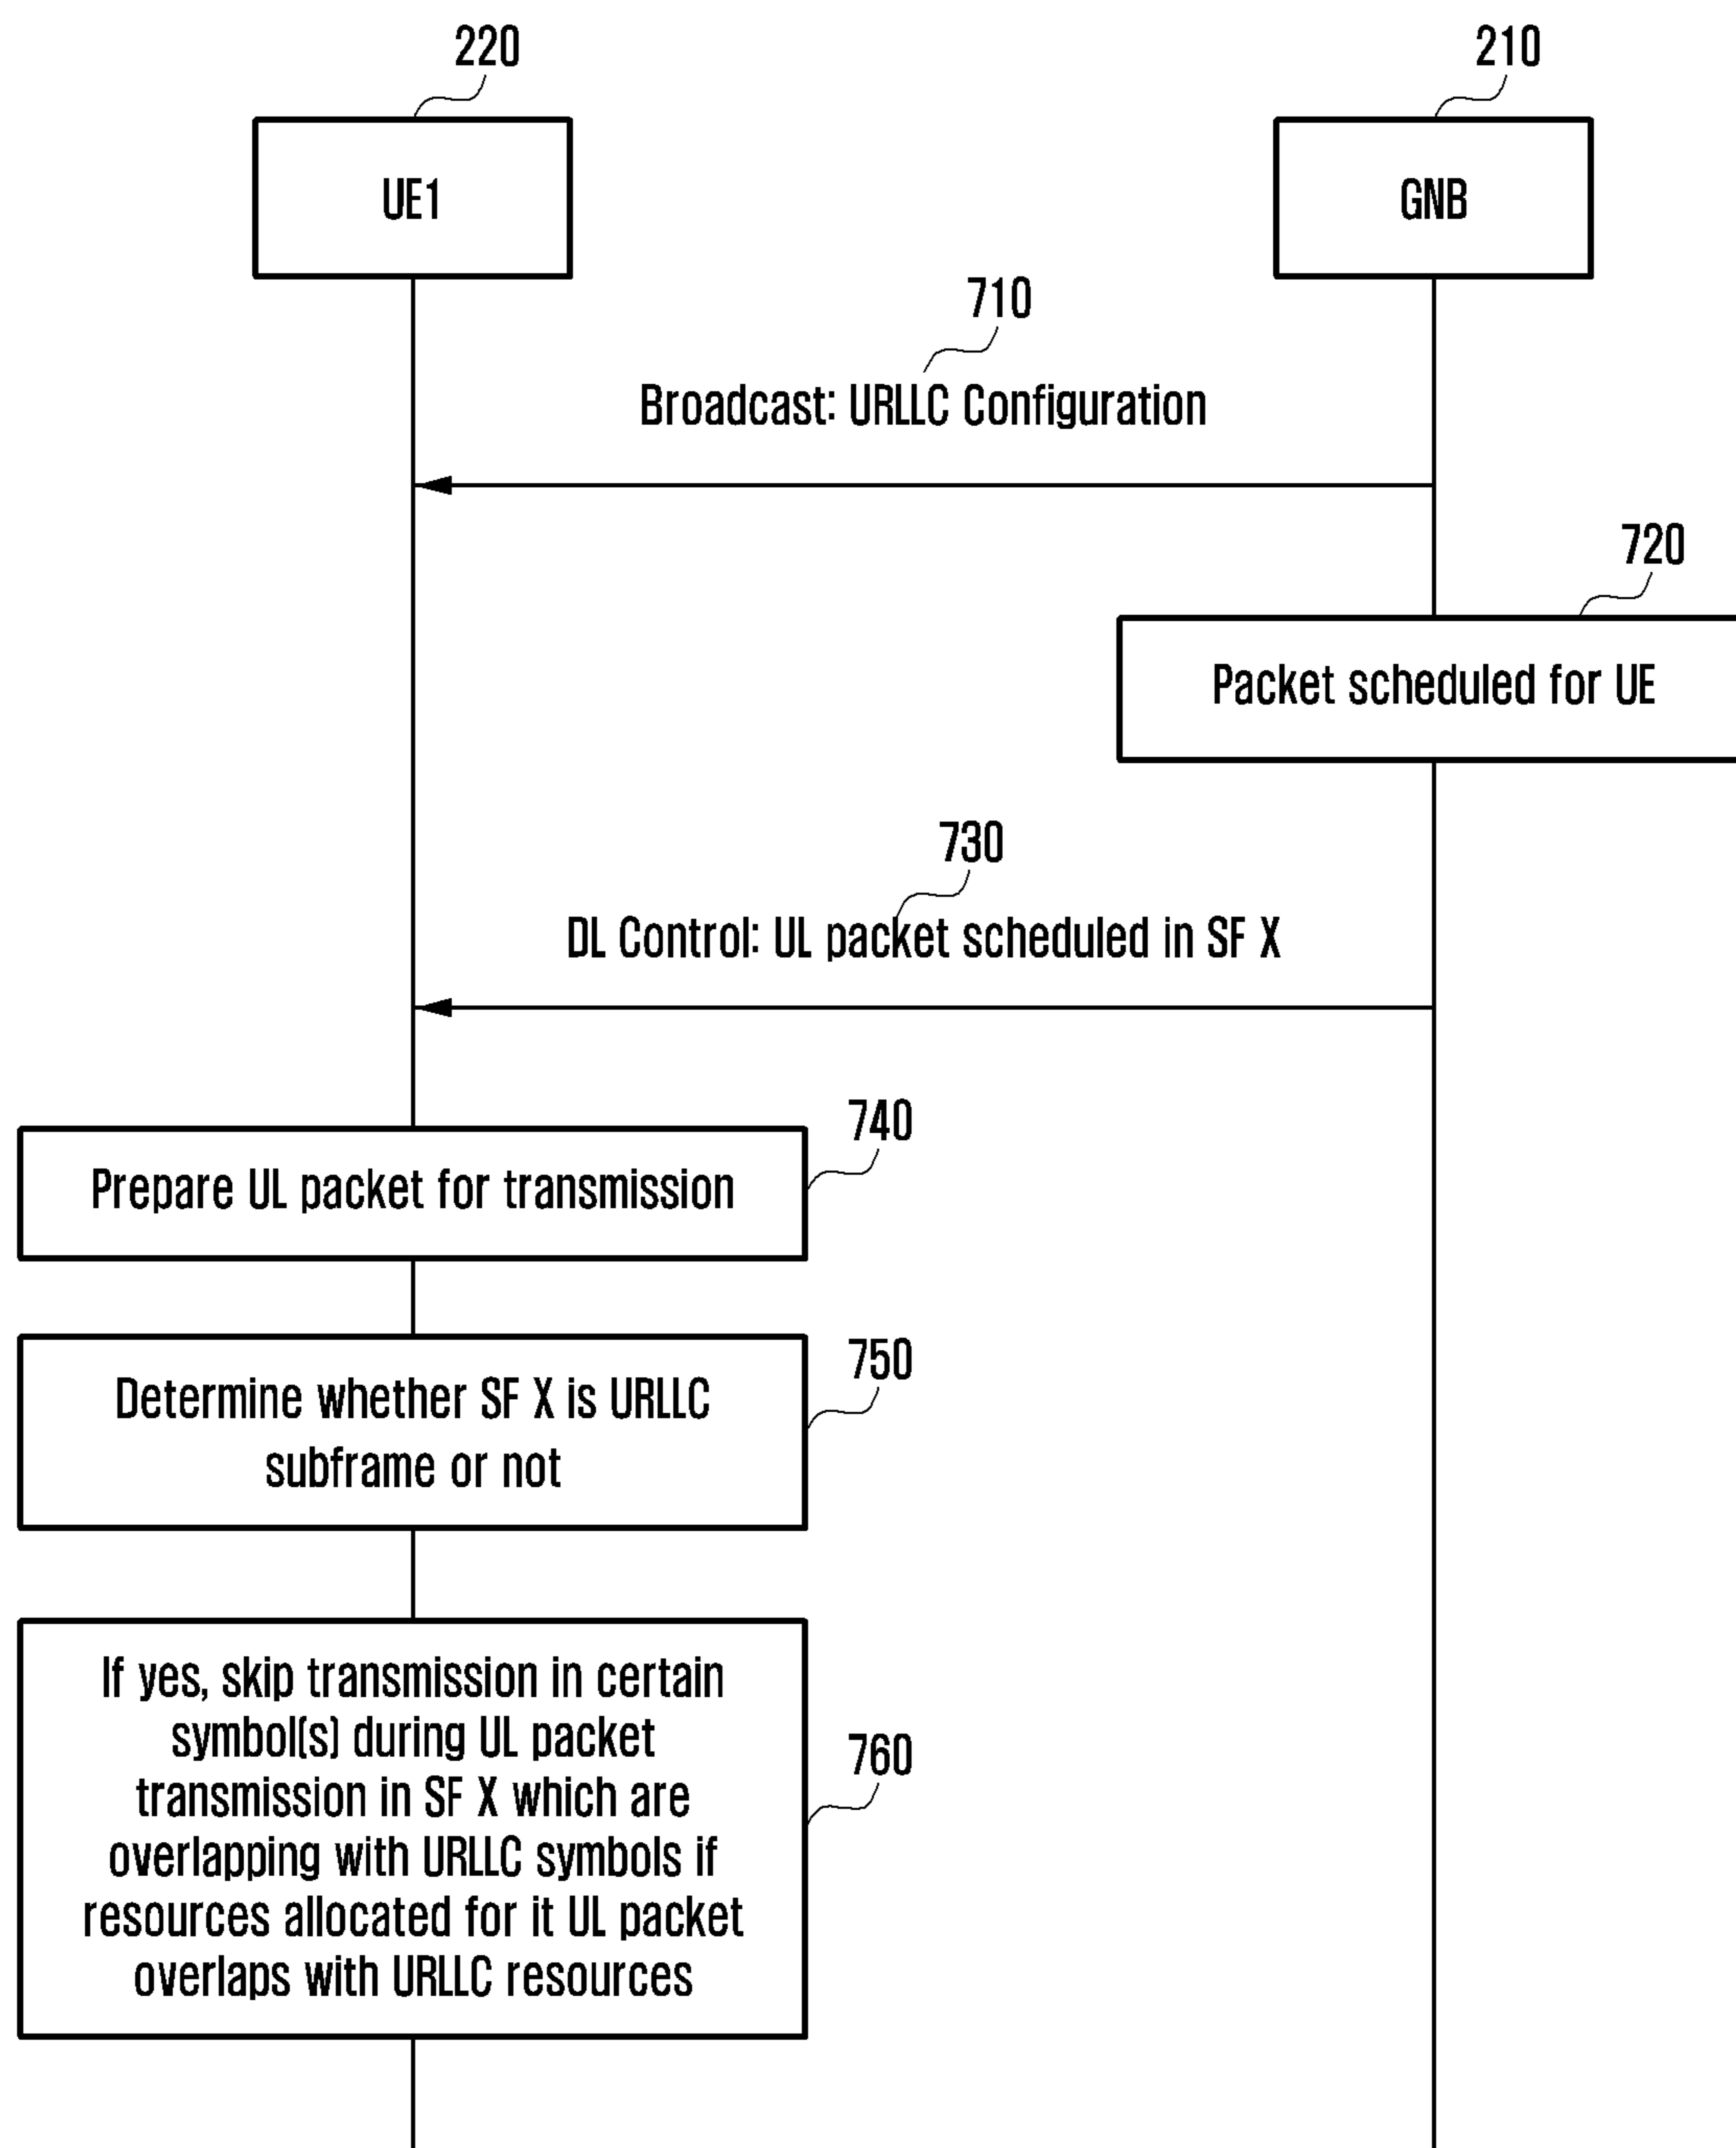 220
210
UE1
GNB
710
Broadcast: URLLC Configuration
720
Packet scheduled for UE
730
DL Control: UL packet scheduled in SF X
740
Prepare UL packet for transmission
750
Determine whether SF X is URLLC
subframe or not
If yes, skip transmission in certain
symbol(s) during UL packet
760
transmission in SF X which are
overlapping with URLLC symbols if
resources allocated for it UL packet
overlaps with URLLC resources